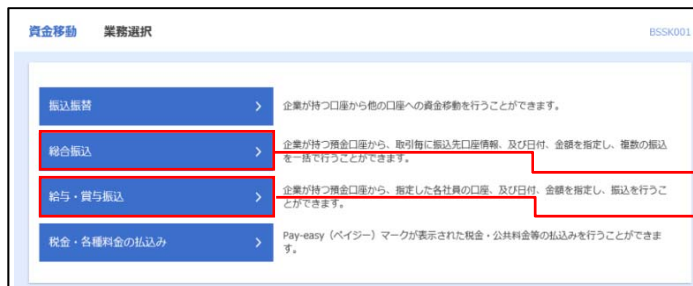 資金移動 業務選択 BSSK001
振込振替
企業が持つ口座から他の口座への資金移動を行うことができます。
総合振込
企業が持つ預金口座から、取引毎に振込先口座情報、及び日付、金額を指定し、複数の振込
を一括で行うことができます。
給与・賞与振込
企業が持つ預金口座から、指定した各社員の口座、及び日付、金額を指定し、振込を行うこ
とができます。
税金・各種料金の払込み
Pay-easy（ペイジー）マークが表示された税金・公共料金等の払込みを行うことができま
す。